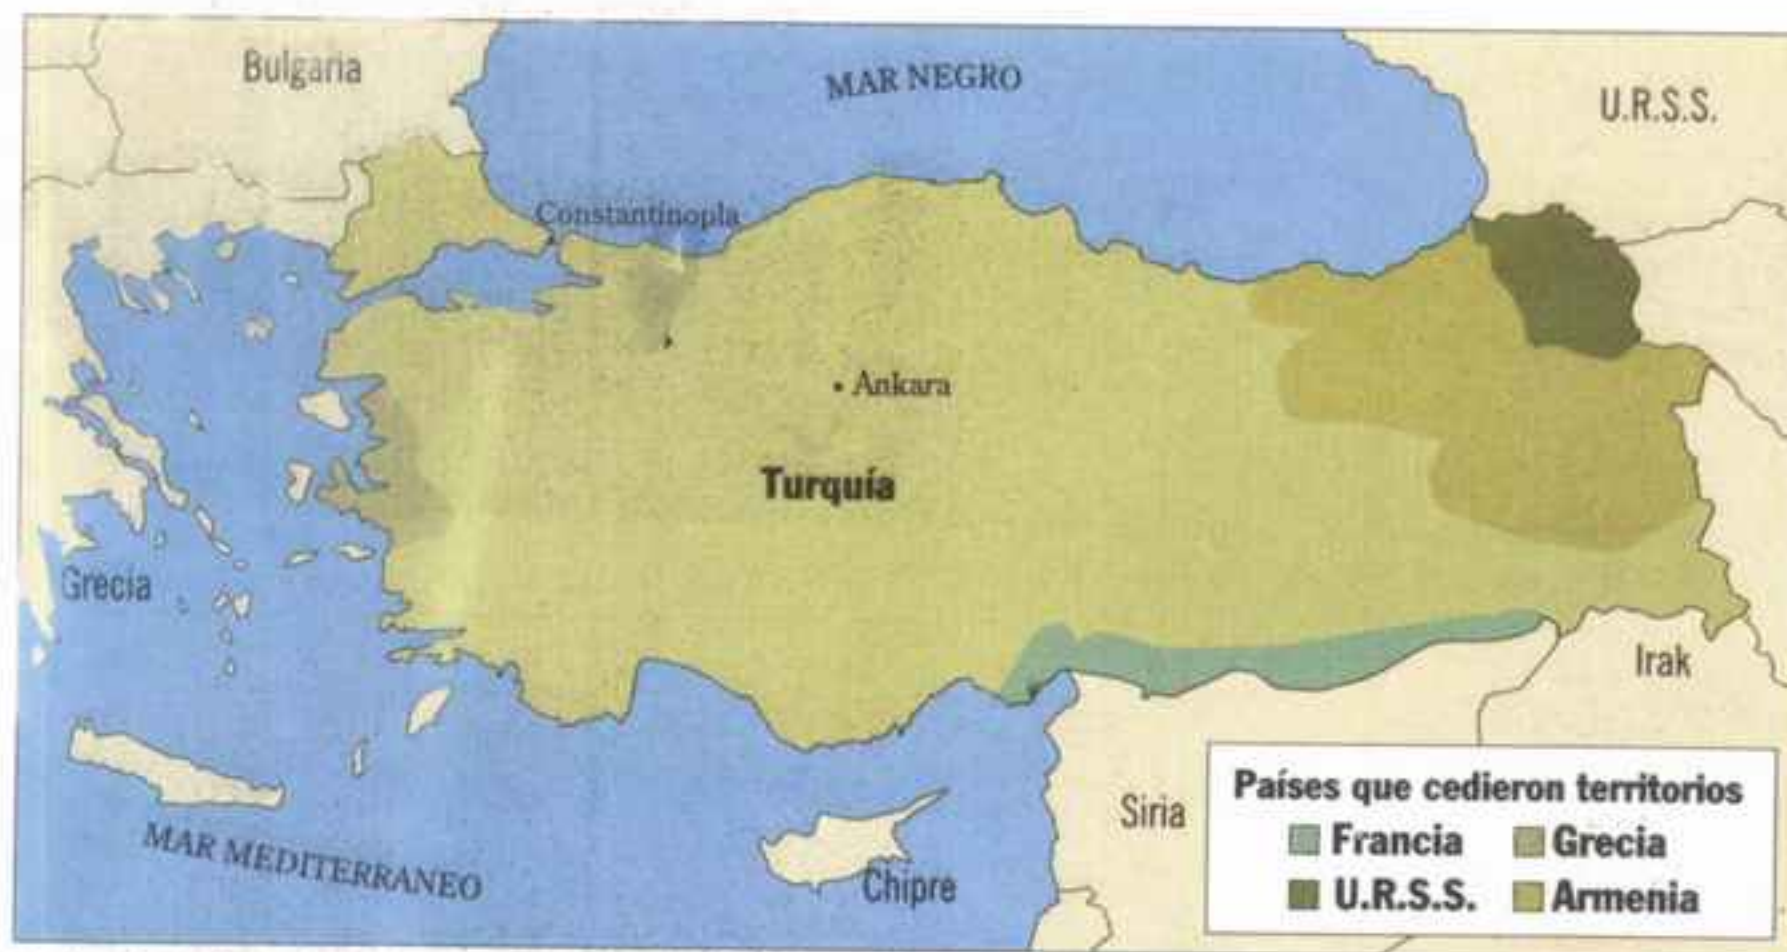 Bulgaria
MAR NEGRO
U.R.S.S.
Constantinopla
Ankara
Turquía
Grecia
Irak
Siria
Chipre
MAR MEDITERRANEO
Países que cedieron territorios
Francia Grecia
U.R.S.S. Armenia